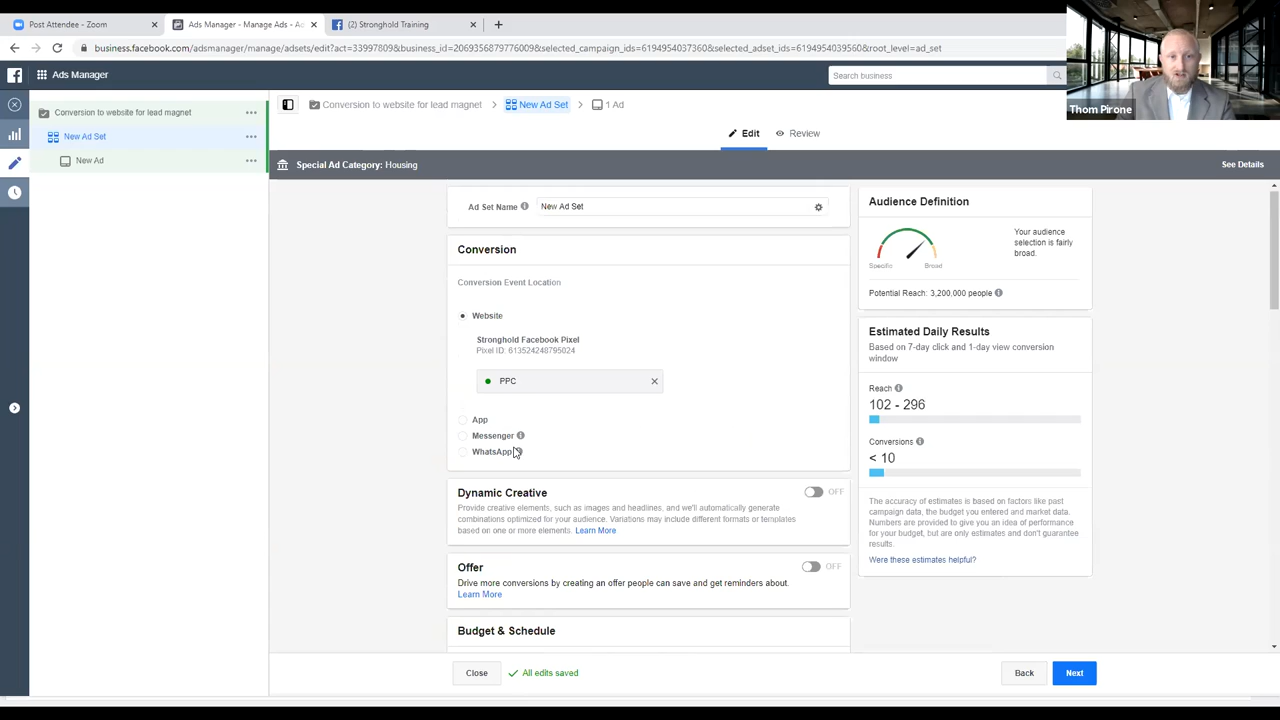 Post Attendee - Zoom
Ads Manager - Manage Ads - Ad
(2) Stronghold Training
business.facebook.com/adsmanager/manage/adsets/edit?act=33997809&business_id=2069356879776009&selected_campaign_ids=6194954037360&selected_adset_ids=6194954039560&root_level=ad_set
Ads Manager
Search business
Thom Pirone
Conversion to website for lead magnet
New Ad Set
New Ad
Conversion to website for lead magnet
New Ad Set
1 Ad
Edit
Review
Special Ad Category: Housing
See Details
Ad Set Name
New Ad Set
Conversion
Conversion Event Location
Website
Stronghold Facebook Pixel
Pixel ID: 613524248795024
PPC
App
Messenger
WhatsApp
Dynamic Creative
OFF
Provide creative elements, such as images and headlines, and we'll automatically generate
combinations optimized for your audience. Variations may include different formats or templates
based on one or more elements. Learn More
Offer
OFF
Drive more conversions by creating an offer people can save and get reminders about.
Learn More
Budget & Schedule
Audience Definition
Your audience
selection is fairly
broad.
Specific
Broad
Potential Reach: 3,200,000 people
Estimated Daily Results
Based on 7-day click and 1-day view conversion
window
Reach
102 - 296
Conversions
< 10
The accuracy of estimates is based on factors like past
campaign data, the budget you entered and market data.
Numbers are provided to give you an idea of performance
for your budget, but are only estimates and don't guarantee
results.
Were these estimates helpful?
Close
All edits saved
Back
Next